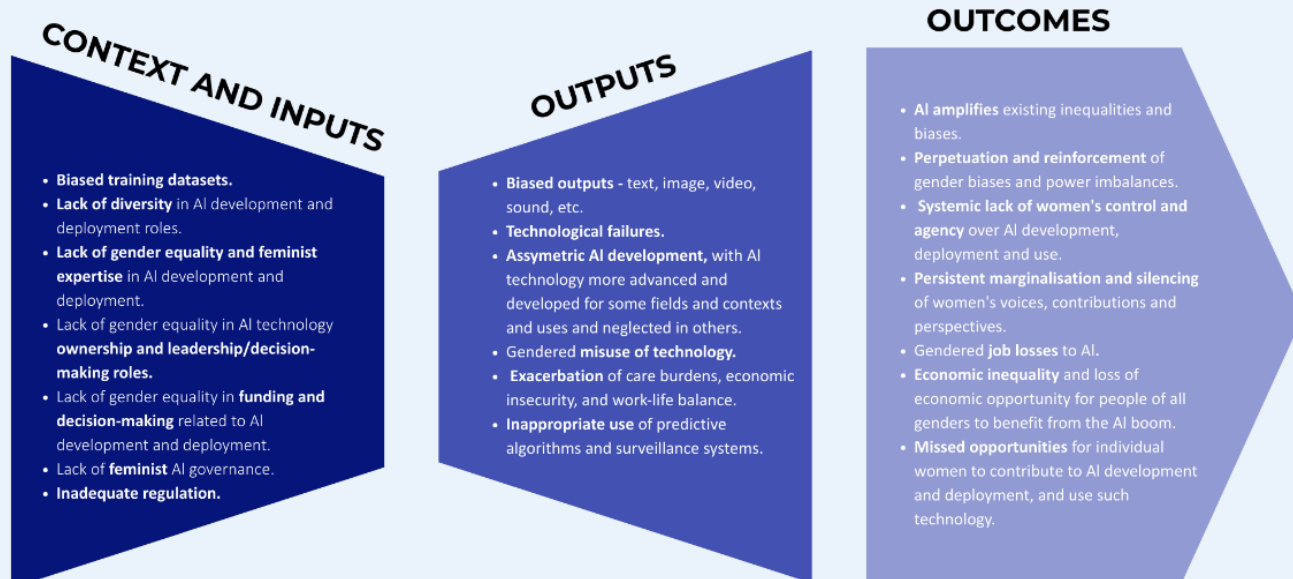 CONTEXT AND INPUTS
• Biased training datasets.
• Lack of diversity in AI development and
deployment roles.
• Lack of gender equality and feminist
expertise in AI development and
deployment.
• Lack of gender equality in AI technology
ownership and leadership/decision-
making roles.
• Lack of gender equality in funding and
decision-making related to AI
development and deployment.
• Lack of feminist AI governance.
• Inadequate regulation.
OUTPUTS
• Biased outputs - text, image, video,
sound, etc.
• Technological failures.
• Assymetric AI development, with AI
technology more advanced and
developed for some fields and contexts
and uses and neglected in others.
• Gendered misuse of technology.
• Exacerbation of care burdens, economic
insecurity, and work-life balance.
• Inappropriate use of predictive
algorithms and surveillance systems.
OUTCOMES
• AI amplifies existing inequalities and
biases.
• Perpetuation and reinforcement of
gender biases and power imbalances.
• Systemic lack of women's control and
agency over AI development,
deployment and use.
• Persistent marginalisation and silencing
of women's voices, contributions and
perspectives.
• Gendered job losses to AI.
• Economic inequality and loss of
economic opportunity for people of all
genders to benefit from the AI boom.
• Missed opportunities for individual
women to contribute to AI development
and deployment, and use such
technology.